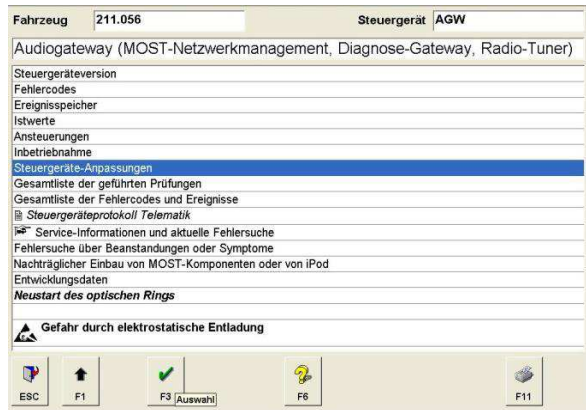 Fahrzeug 211.056 Steuergerät AGW
Audiogateway (MOST-Netzwerkmanagement, Diagnose-Gateway, Radio-Tuner)
Steuergeräteversion
Fehlercodes
Ereignisspeicher
Istwerte
Ansteuerungen
Inbetriebnahme
Steuergeräte-Anpassungen
Gesamtliste der geführten Prüfungen
Gesamtliste der Fehlercodes und Ereignisse
Steuergeräteprotokoll Telematik
Service-Informationen und aktuelle Fehlersuche
Fehlersuche über Beanstandungen oder Symptome
Nachträglicher Einbau von MOST-Komponenten oder von iPod
Entwicklungsdaten
Neustart des optischen Rings
Gefahr durch elektrostatische Entladung
ESC F1 F3 Auswahl F6 F11